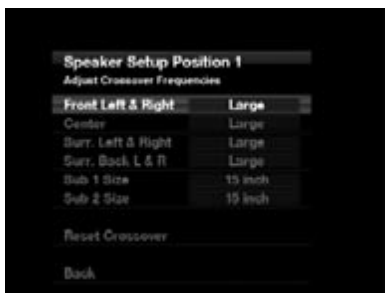 Speaker Setup Position 1
Adjust Crossover Frequencies
Front Left & Right Large
Center Large
Surr. Left & Right Large
Surr. Back L & R Large
Sub 1 Size 15 inch
Sub 2 Size 15 inch
Reset Crossover
Back